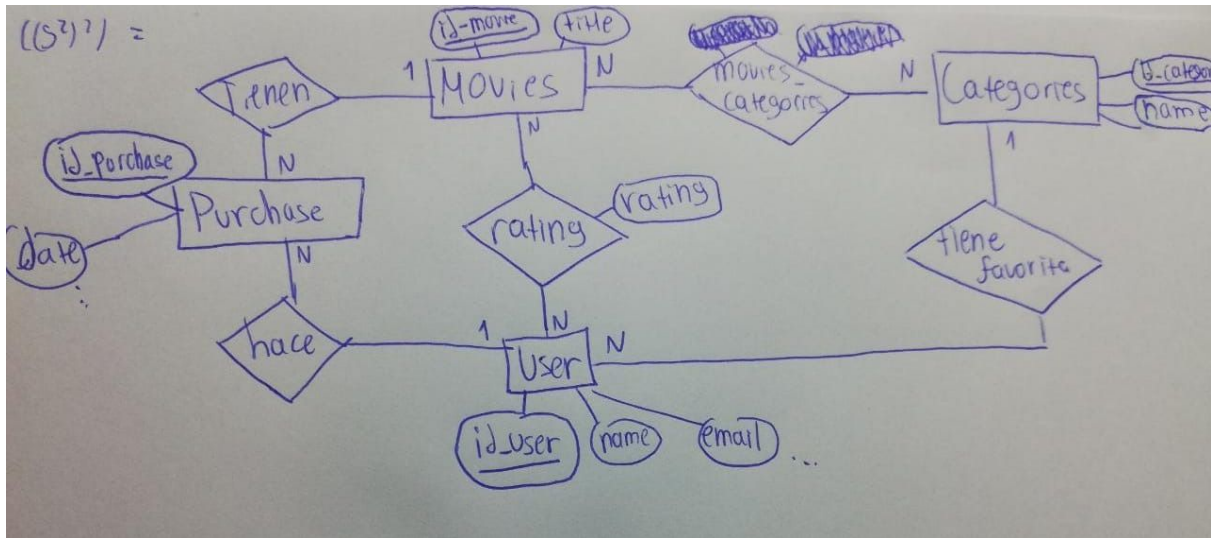 ((S²)²) =
id-movie
title
Movies
1
N
N
movies_
categories
N
Categories
name
Tienen
N
id_purchase
Purchase
date
...
N
hace
1
rating
rating
N
User
N
id_user
name
email
...
1
tiene
favorita